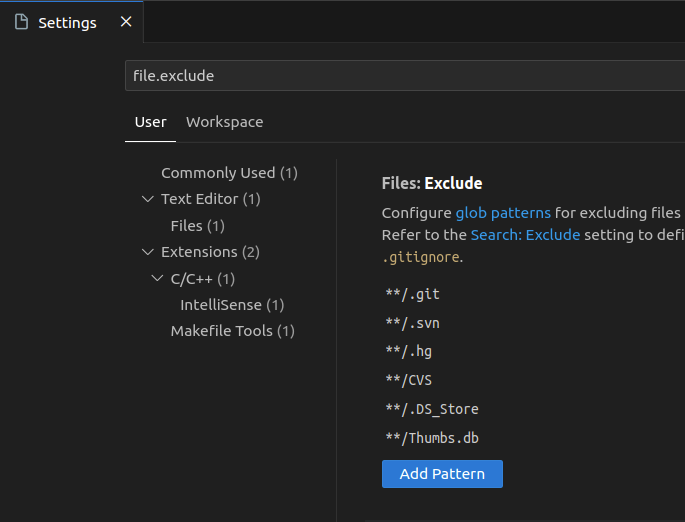 Settings
file.exclude
User Workspace
Commonly Used (1)
Text Editor (1)
Files (1)
Extensions (2)
C/C++ (1)
IntelliSense (1)
Makefile Tools (1)
Files: Exclude
Configure glob patterns for excluding files
Refer to the Search: Exclude setting to defi
.gitignore.
**/.git
**/.svn
**/.hg
**/CVS
**/.DS_Store
**/Thumbs.db
Add Pattern